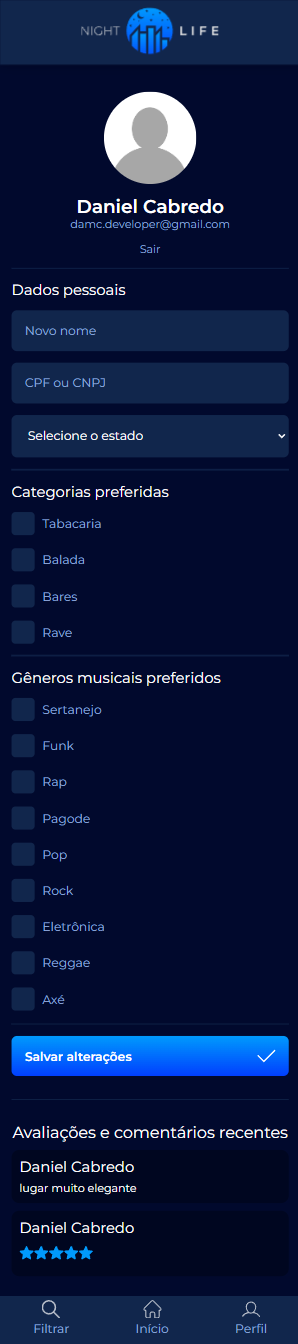 NIGHT LIFE
Daniel Cabredo
damc.developer@gmail.com
Sair
Dados pessoais
Novo nome
CPF ou CNPJ
Selecione o estado
Categorias preferidas
Tabacaria
Balada
Bares
Rave
Gêneros musicais preferidos
Sertanejo
Funk
Rap
Pagode
Pop
Rock
Eletrônica
Reggae
Axé
Salvar alterações
Avaliações e comentários recentes
Daniel Cabredo
lugar muito elegante
Daniel Cabredo
Filtrar Início Perfil